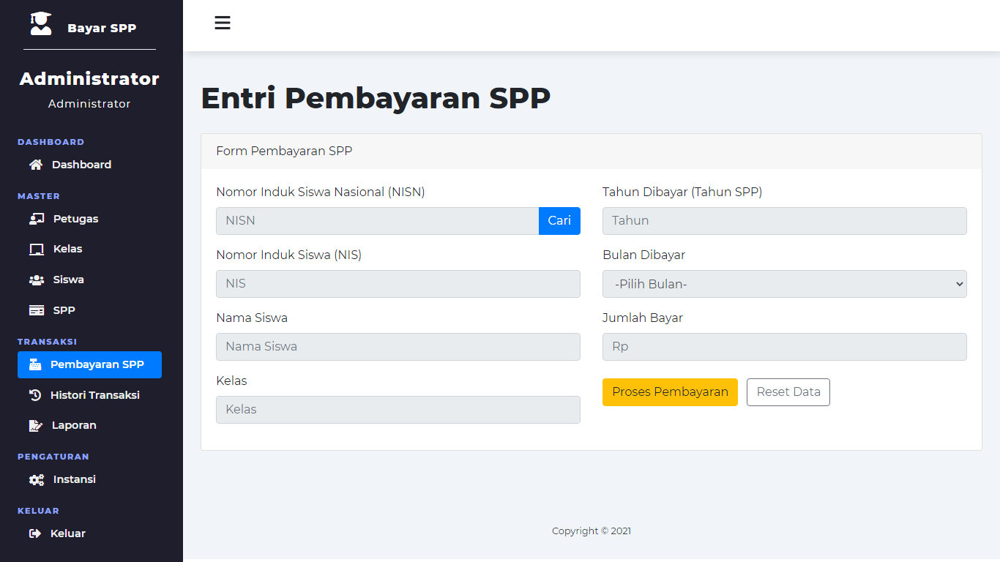 Bayar SPP
Administrator
Administrator
DASHBOARD
Dashboard
MASTER
Petugas
Kelas
Siswa
SPP
TRANSAKSI
Pembayaran SPP
Histori Transaksi
Laporan
PENGATURAN
Instansi
KELUAR
Keluar
Entri Pembayaran SPP
Form Pembayaran SPP
Nomor Induk Siswa Nasional (NISN)
NISN Cari
Nomor Induk Siswa (NIS)
NIS
Nama Siswa
Nama Siswa
Kelas
Kelas
Tahun Dibayar (Tahun SPP)
Tahun
Bulan Dibayar
-Pilih Bulan-
Jumlah Bayar
Rp
Proses Pembayaran Reset Data
Copyright © 2021